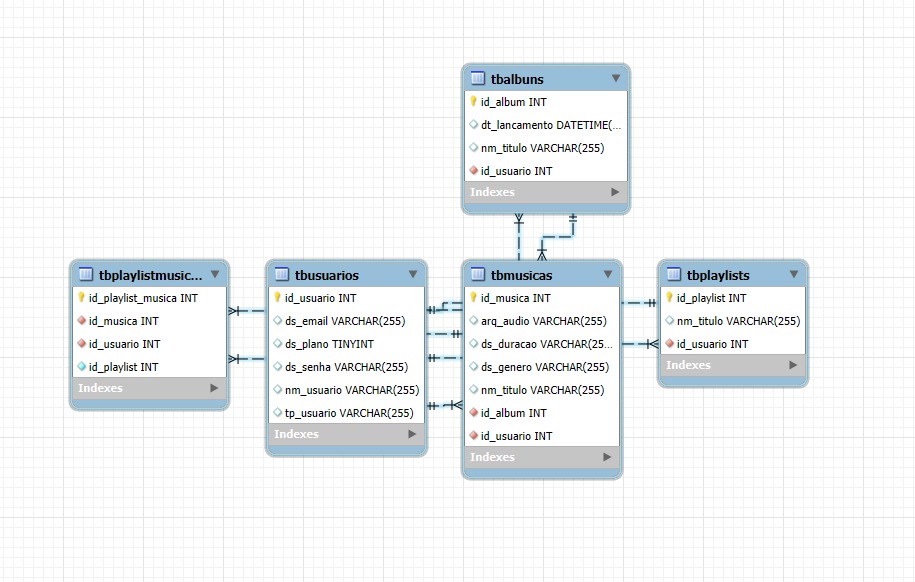 tbalbuns
id_album INT
dt_lancamento DATETIME(...
nm_titulo VARCHAR(255)
id_usuario INT
Indexes
tbplaylistmusic...
id_playlist_musica INT
id_musica INT
id_usuario INT
id_playlist INT
Indexes
tbusuarios
id_usuario INT
ds_email VARCHAR(255)
ds_plano TINYINT
ds_senha VARCHAR(255)
nm_usuario VARCHAR(255)
tp_usuario VARCHAR(255)
Indexes
tbmusicas
id_musica INT
arq_audio VARCHAR(255)
ds_duracao VARCHAR(25...
ds_genero VARCHAR(255)
nm_titulo VARCHAR(255)
id_album INT
id_usuario INT
Indexes
tbplaylists
id_playlist INT
nm_titulo VARCHAR(255)
id_usuario INT
Indexes